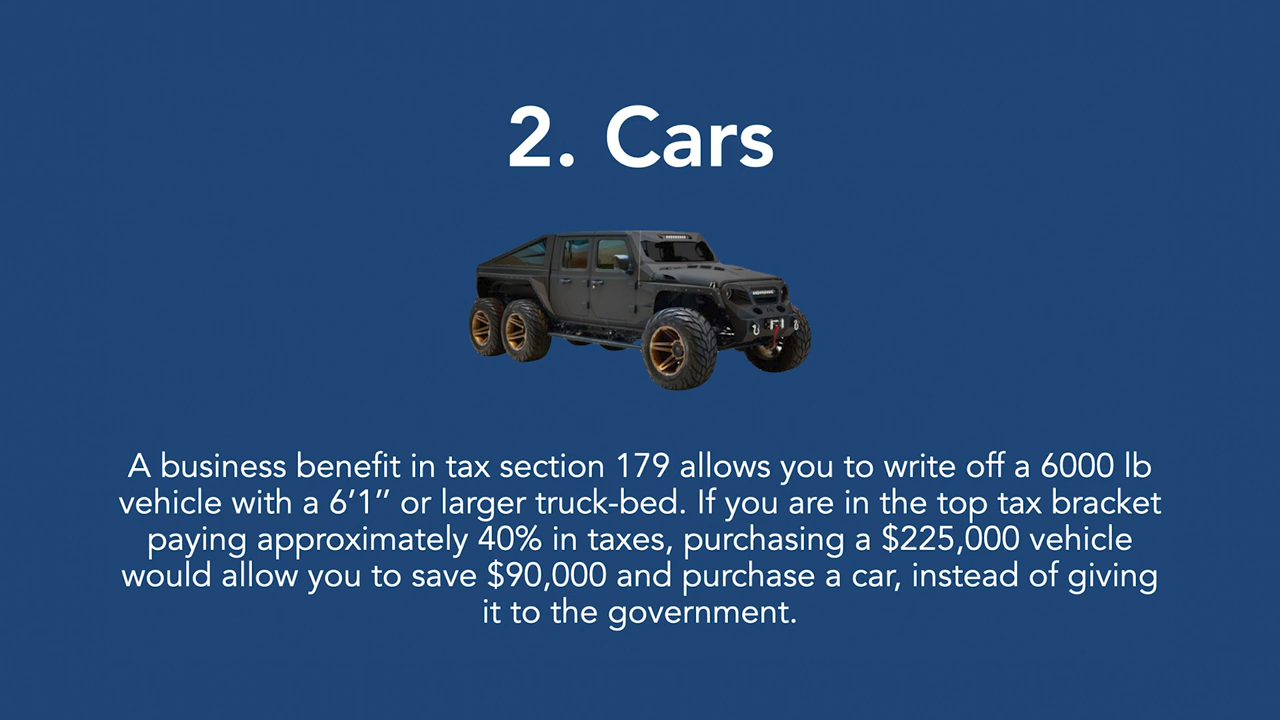 2. Cars
A business benefit in tax section 179 allows you to write off a 6000 lb
vehicle with a 6’1” or larger truck-bed. If you are in the top tax bracket
paying approximately 40% in taxes, purchasing a $225,000 vehicle
would allow you to save $90,000 and purchase a car, instead of giving
it to the government.